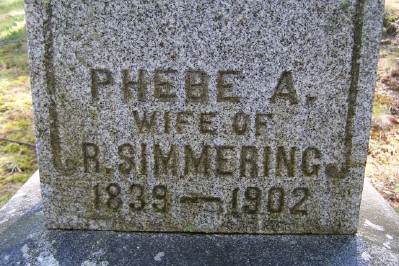 PHEBE A.
WIFE OF
R. SIMMERING
1839 — 1902